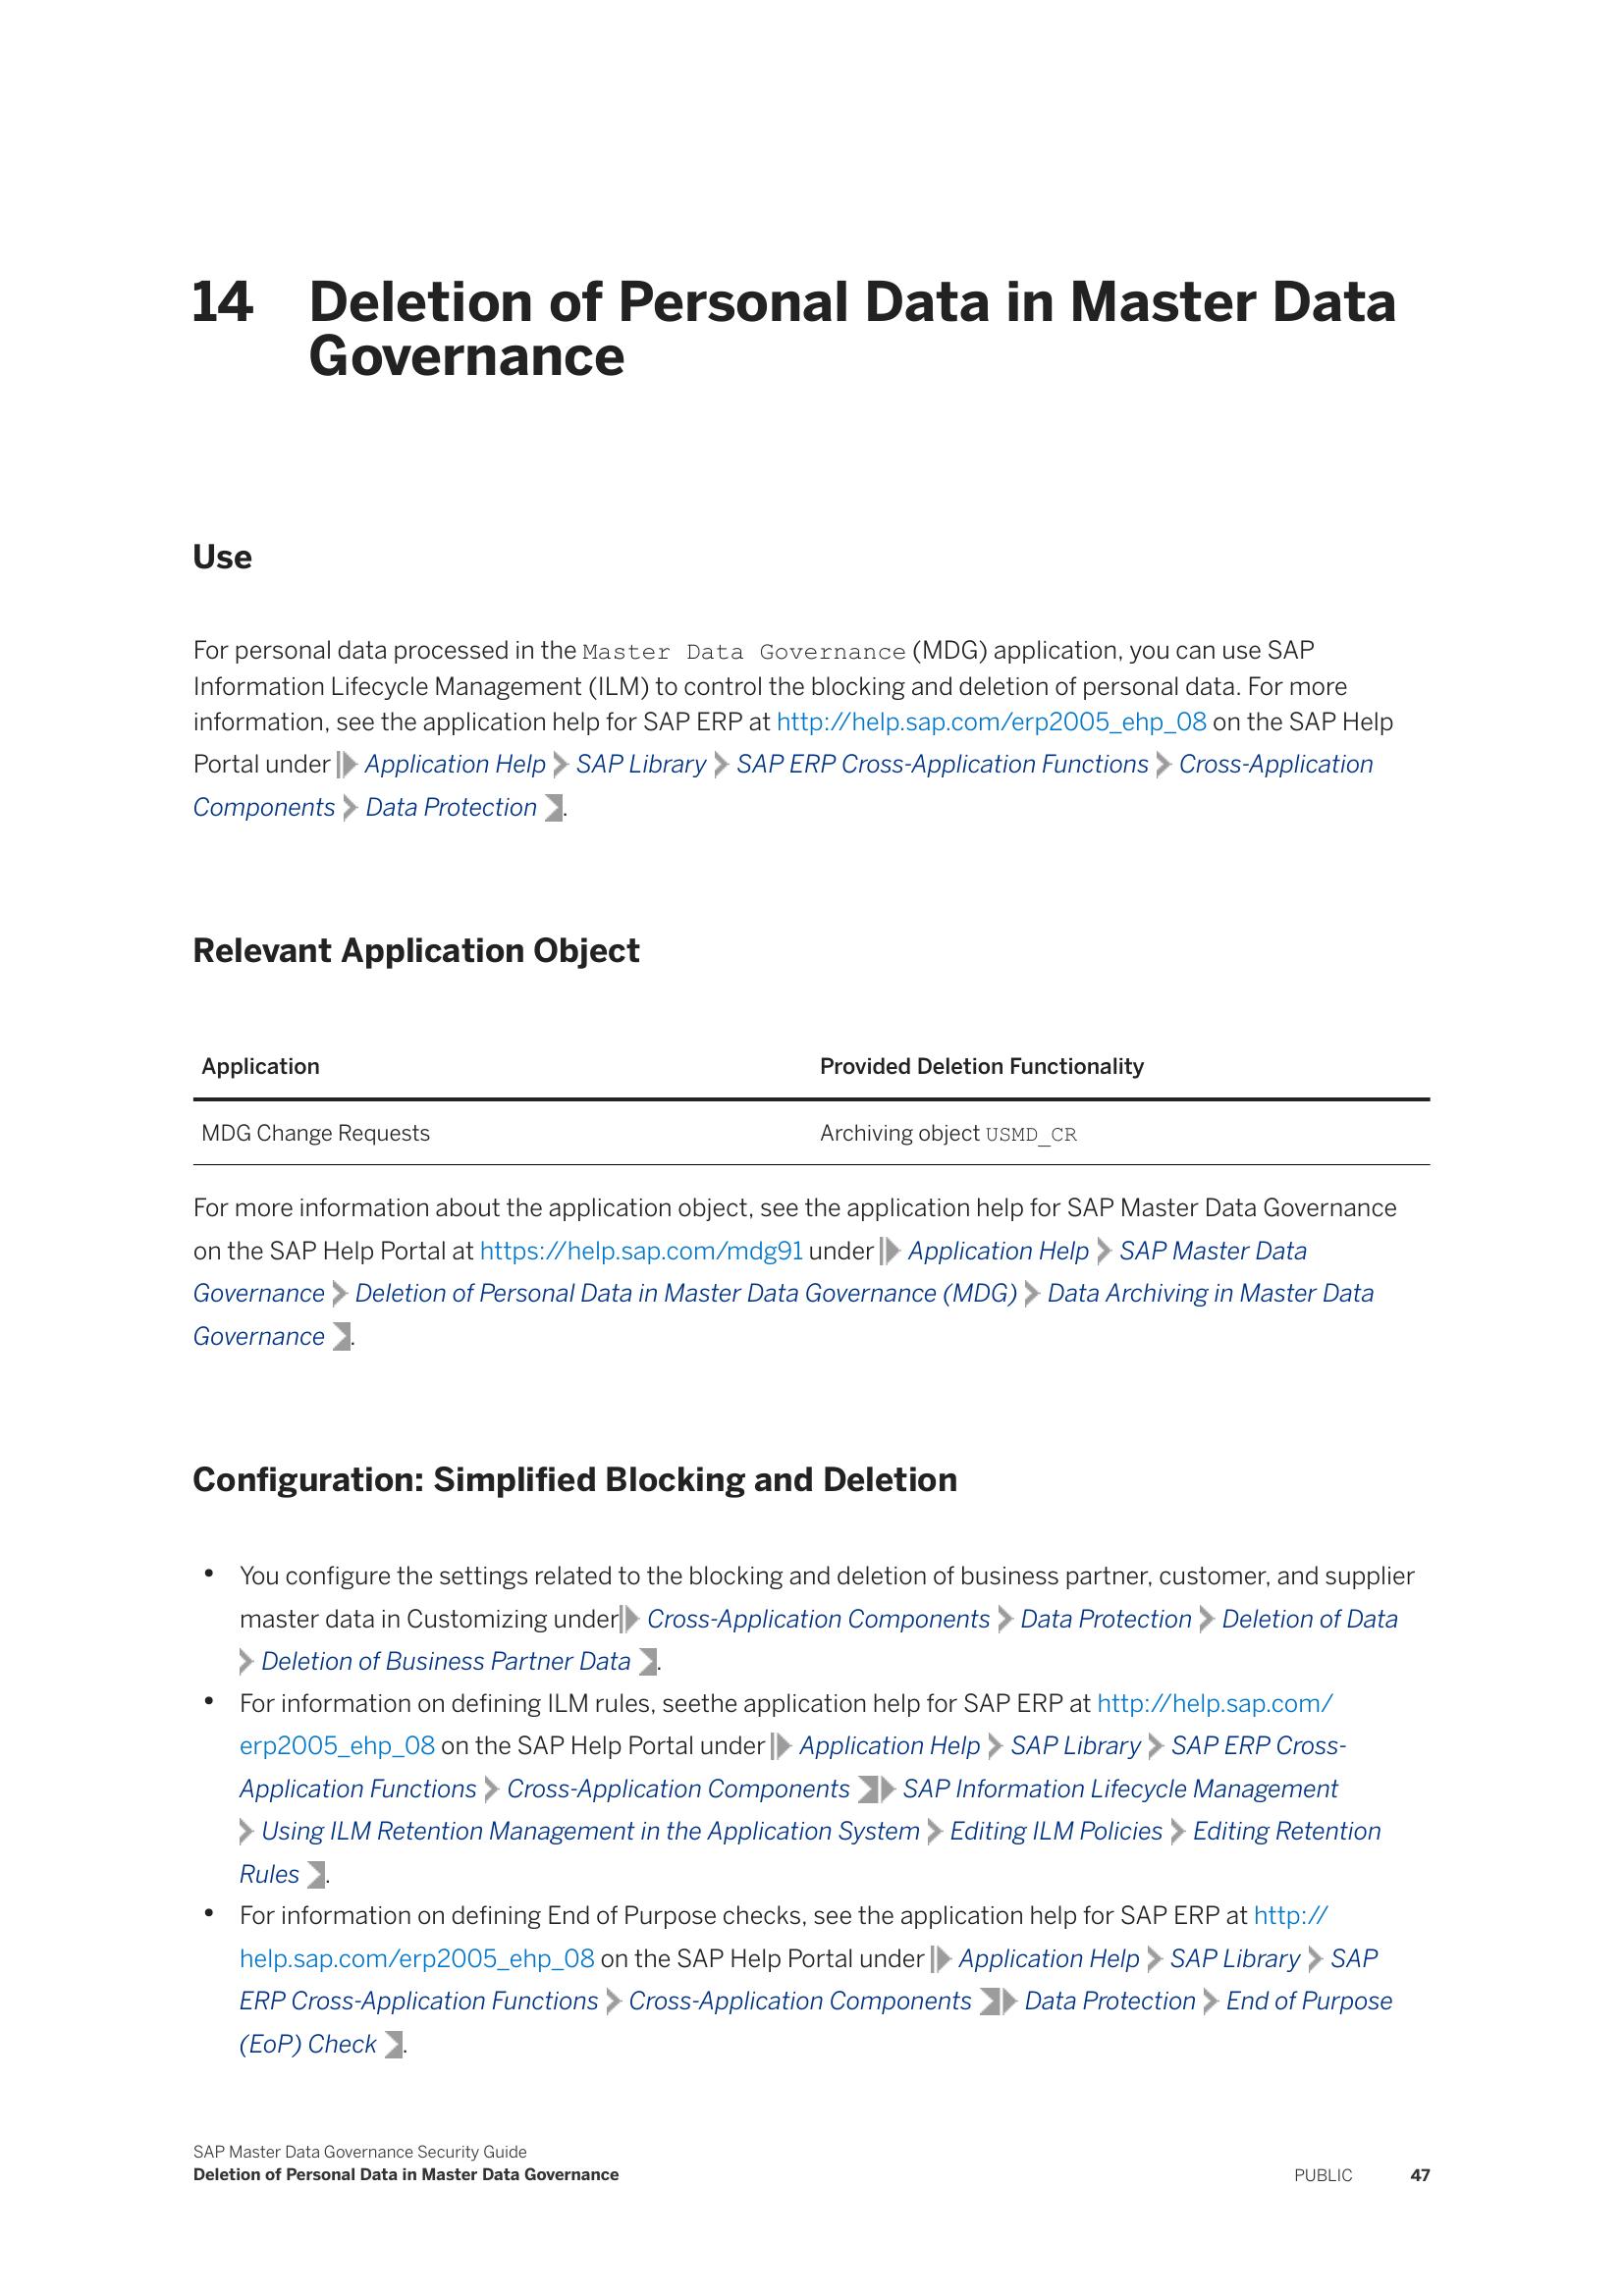 14 Deletion of Personal Data in Master Data
Governance
Use
For personal data processed in the Master Data Governance (MDG) application, you can use SAP
Information Lifecycle Management (ILM) to control the blocking and deletion of personal data. For more
information, see the application help for SAP ERP at http://help.sap.com/erp2005_ehp_08 on the SAP Help
Portal under Application Help > SAP Library > SAP ERP Cross-Application Functions > Cross-Application
Components > Data Protection .
Relevant Application Object
Application Provided Deletion Functionality
MDG Change Requests Archiving object USMD_CR
For more information about the application object, see the application help for SAP Master Data Governance
on the SAP Help Portal at https://help.sap.com/mdg91 under Application Help > SAP Master Data
Governance > Deletion of Personal Data in Master Data Governance (MDG) > Data Archiving in Master Data
Governance .
Configuration: Simplified Blocking and Deletion
• You configure the settings related to the blocking and deletion of business partner, customer, and supplier
master data in Customizing under Cross-Application Components > Data Protection > Deletion of Data
> Deletion of Business Partner Data .
• For information on defining ILM rules, seethe application help for SAP ERP at http://help.sap.com/
erp2005_ehp_08 on the SAP Help Portal under Application Help > SAP Library > SAP ERP Cross-
Application Functions > Cross-Application Components SAP Information Lifecycle Management
> Using ILM Retention Management in the Application System > Editing ILM Policies > Editing Retention
Rules .
• For information on defining End of Purpose checks, see the application help for SAP ERP at http://
help.sap.com/erp2005_ehp_08 on the SAP Help Portal under Application Help > SAP Library > SAP
ERP Cross-Application Functions > Cross-Application Components Data Protection > End of Purpose
(EoP) Check .
SAP Master Data Governance Security Guide
Deletion of Personal Data in Master Data Governance PUBLIC 47